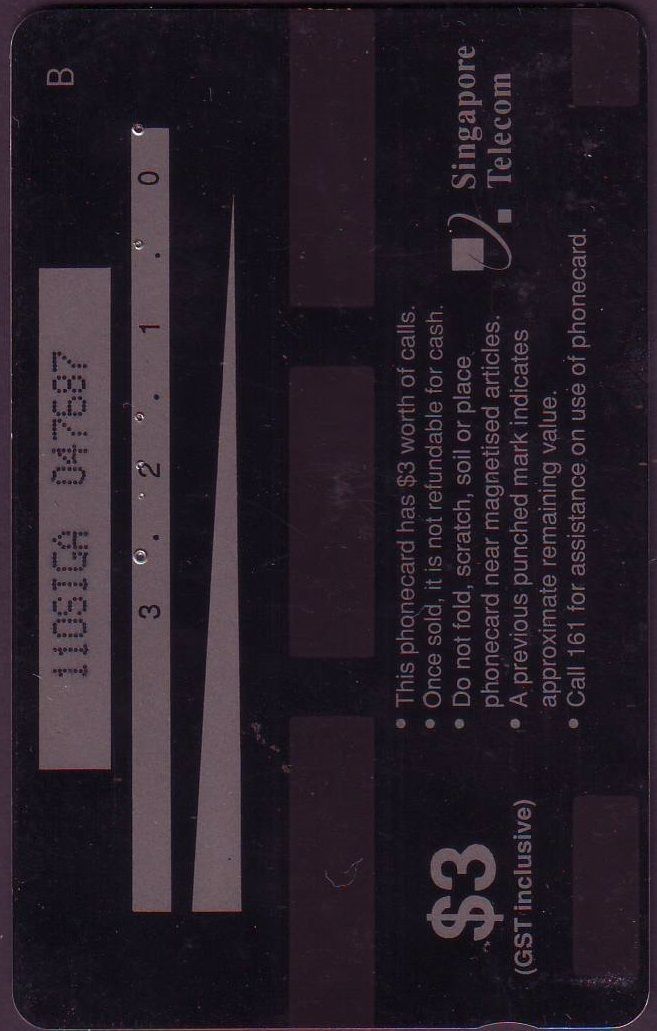 B
110SIGA 047687
3 . 2 . 1 . 0
$3
(GST inclusive)
• This phonecard has $3 worth of calls.
• Once sold, it is not refundable for cash.
• Do not fold, scratch, soil or place
phonecard near magnetised articles.
• A previous punched mark indicates
approximate remaining value.
• Call 161 for assistance on use of phonecard.
Singapore
Telecom